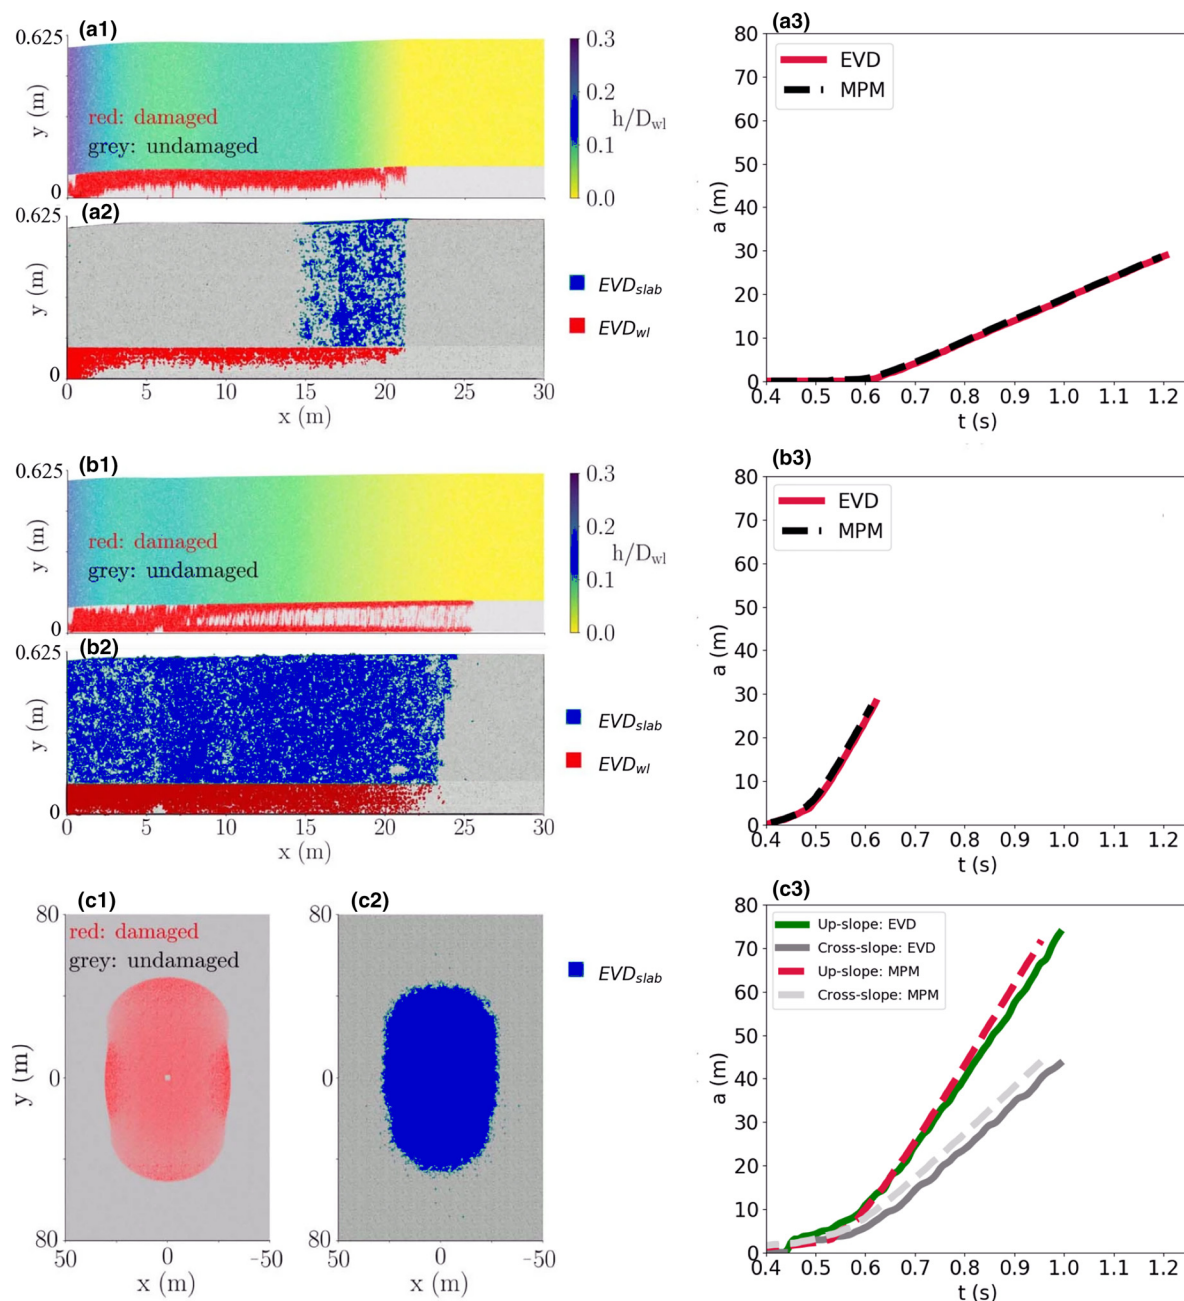 (a1)
0.625
y (m)
red: damaged
grey: undamaged
0
0.3
0.2
h/D_wl
0.1
0.0
(a2)
0.625
y (m)
0
0 5 10 15 20 25 30
x (m)
EVD_slab
EVD_wl
(a3)
80
70
60
50
40
30
20
10
0
a (m)
EVD
MPM
0.4 0.5 0.6 0.7 0.8 0.9 1.0 1.1 1.2
t (s)
(b1)
0.625
y (m)
red: damaged
grey: undamaged
0
0.3
0.2
h/D_wl
0.1
0.0
(b2)
0.625
y (m)
0
0 5 10 15 20 25 30
x (m)
EVD_slab
EVD_wl
(b3)
80
70
60
50
40
30
20
10
0
a (m)
EVD
MPM
0.4 0.5 0.6 0.7 0.8 0.9 1.0 1.1 1.2
t (s)
(c1)
80
red: damaged
grey: undamaged
y (m)
0
80
50 0 -50
x (m)
(c2)
80
0
80
50 0 -50
x (m)
EVD_slab
(c3)
80
70
60
50
40
30
20
10
0
a (m)
Up-slope: EVD
Cross-slope: EVD
Up-slope: MPM
Cross-slope: MPM
0.4 0.5 0.6 0.7 0.8 0.9 1.0 1.1 1.2
t (s)